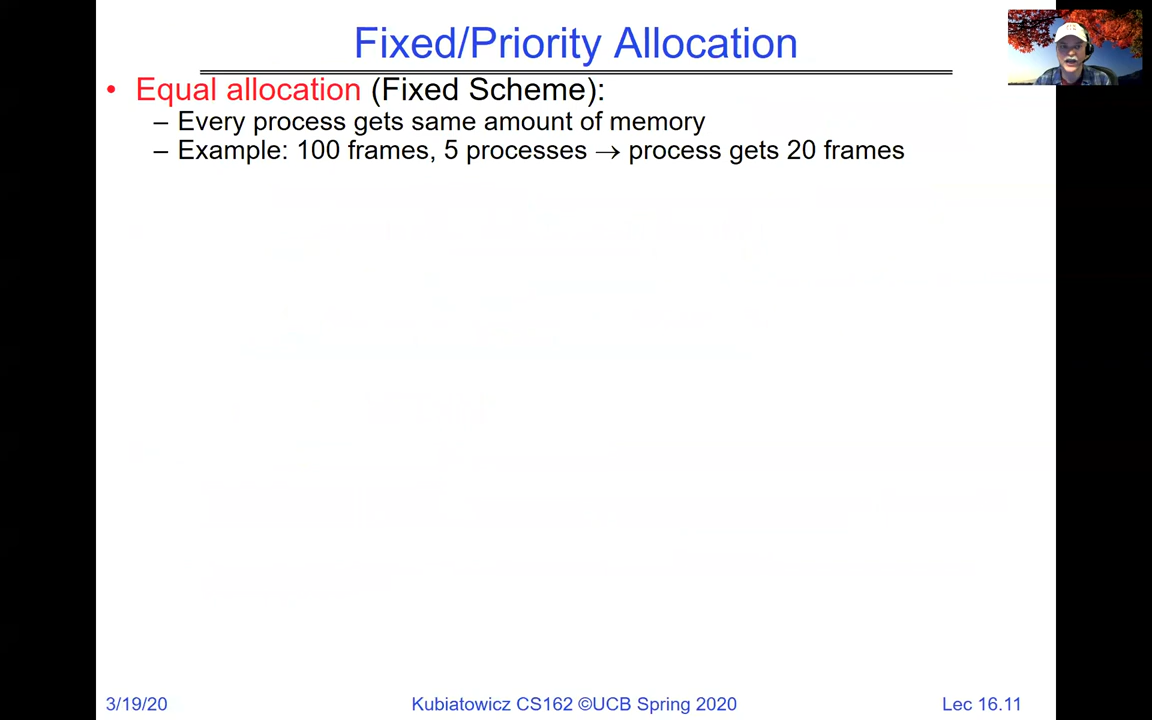 Fixed/Priority Allocation
• Equal allocation (Fixed Scheme):
– Every process gets same amount of memory
– Example: 100 frames, 5 processes → process gets 20 frames
3/19/20
Kubiatowicz CS162 ©UCB Spring 2020
Lec 16.11